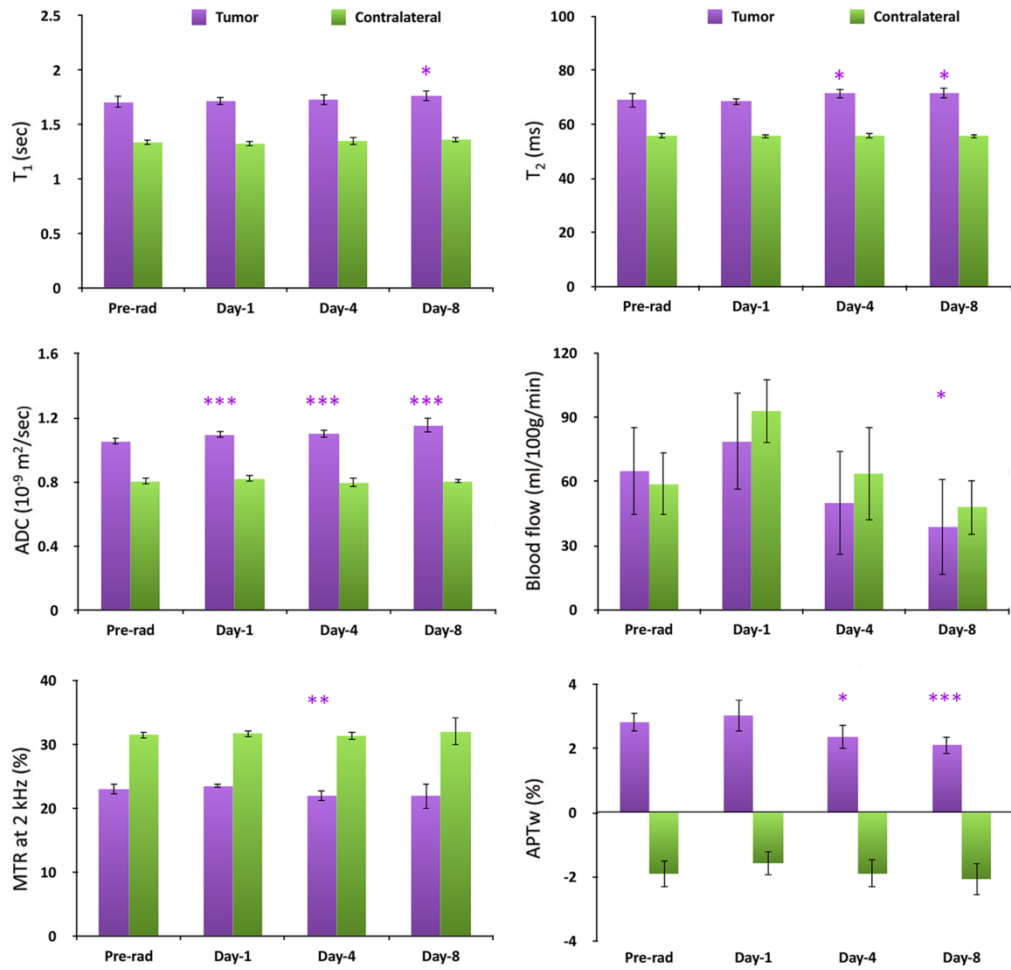 Tumor Contralateral
2.5
2
1.5
1
0.5
0
T1 (sec)
*
Pre-rad Day-1 Day-4 Day-8
Tumor Contralateral
100
80
60
40
20
0
T2 (ms)
* *
Pre-rad Day-1 Day-4 Day-8
1.6
1.2
0.8
0.4
0
ADC (10-9 m2/sec)
*** *** ***
Pre-rad Day-1 Day-4 Day-8
120
90
60
30
0
Blood flow (ml/100g/min)
*
Pre-rad Day-1 Day-4 Day-8
40
30
20
10
0
MTR at 2 kHz (%)
**
Pre-rad Day-1 Day-4 Day-8
4
2
0
-2
-4
APTw (%)
* ***
Pre-rad Day-1 Day-4 Day-8